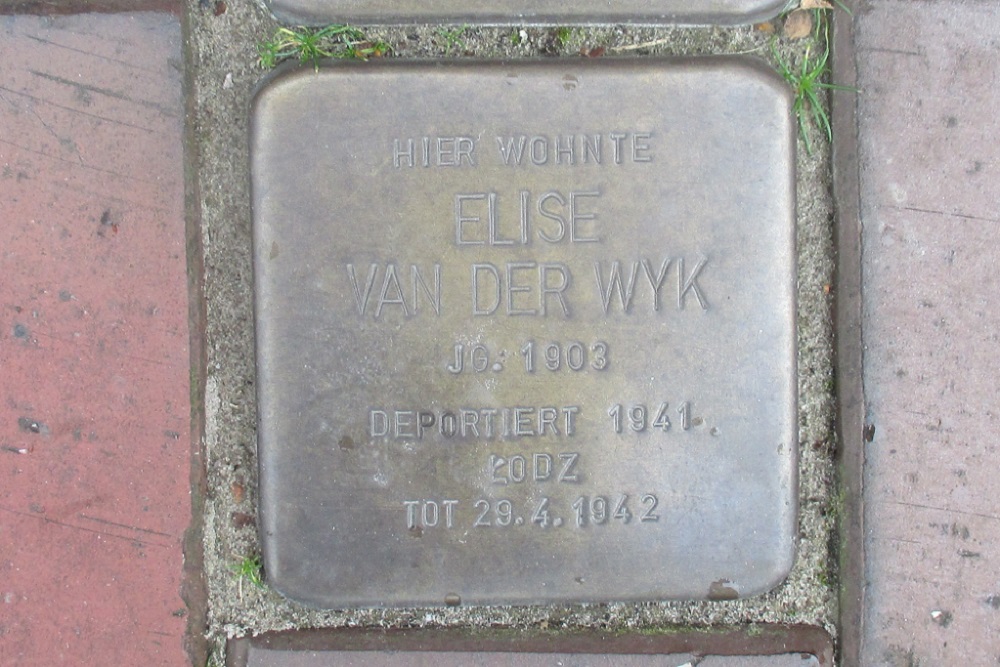 HIER WOHNTE
ELISE
VAN DER WYK
JG. 1903
DEPORTIERT 1941
ŁODZ
TOT 29.4.1942